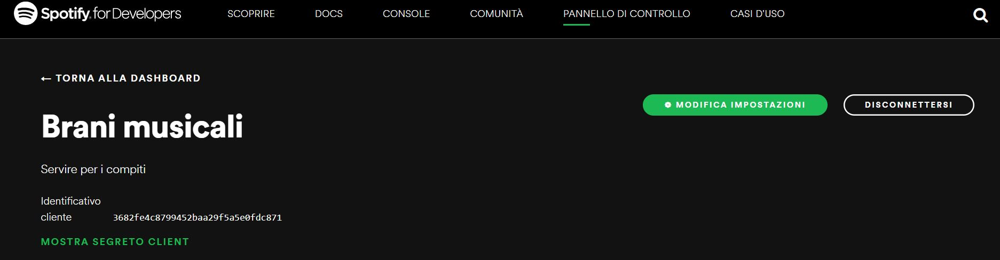 Spotify® for Developers
SCOPRIRE DOCS CONSOLE COMUNITÀ PANNELLO DI CONTROLLO CASI D'USO
← TORNA ALLA DASHBOARD
MODIFICA IMPOSTAZIONI DISCONNETTERSI
Brani musicali
Servire per i compiti
Identificativo
cliente 3682fe4c8799452baa29f5a5e0fdc871
MOSTRA SEGRETO CLIENT